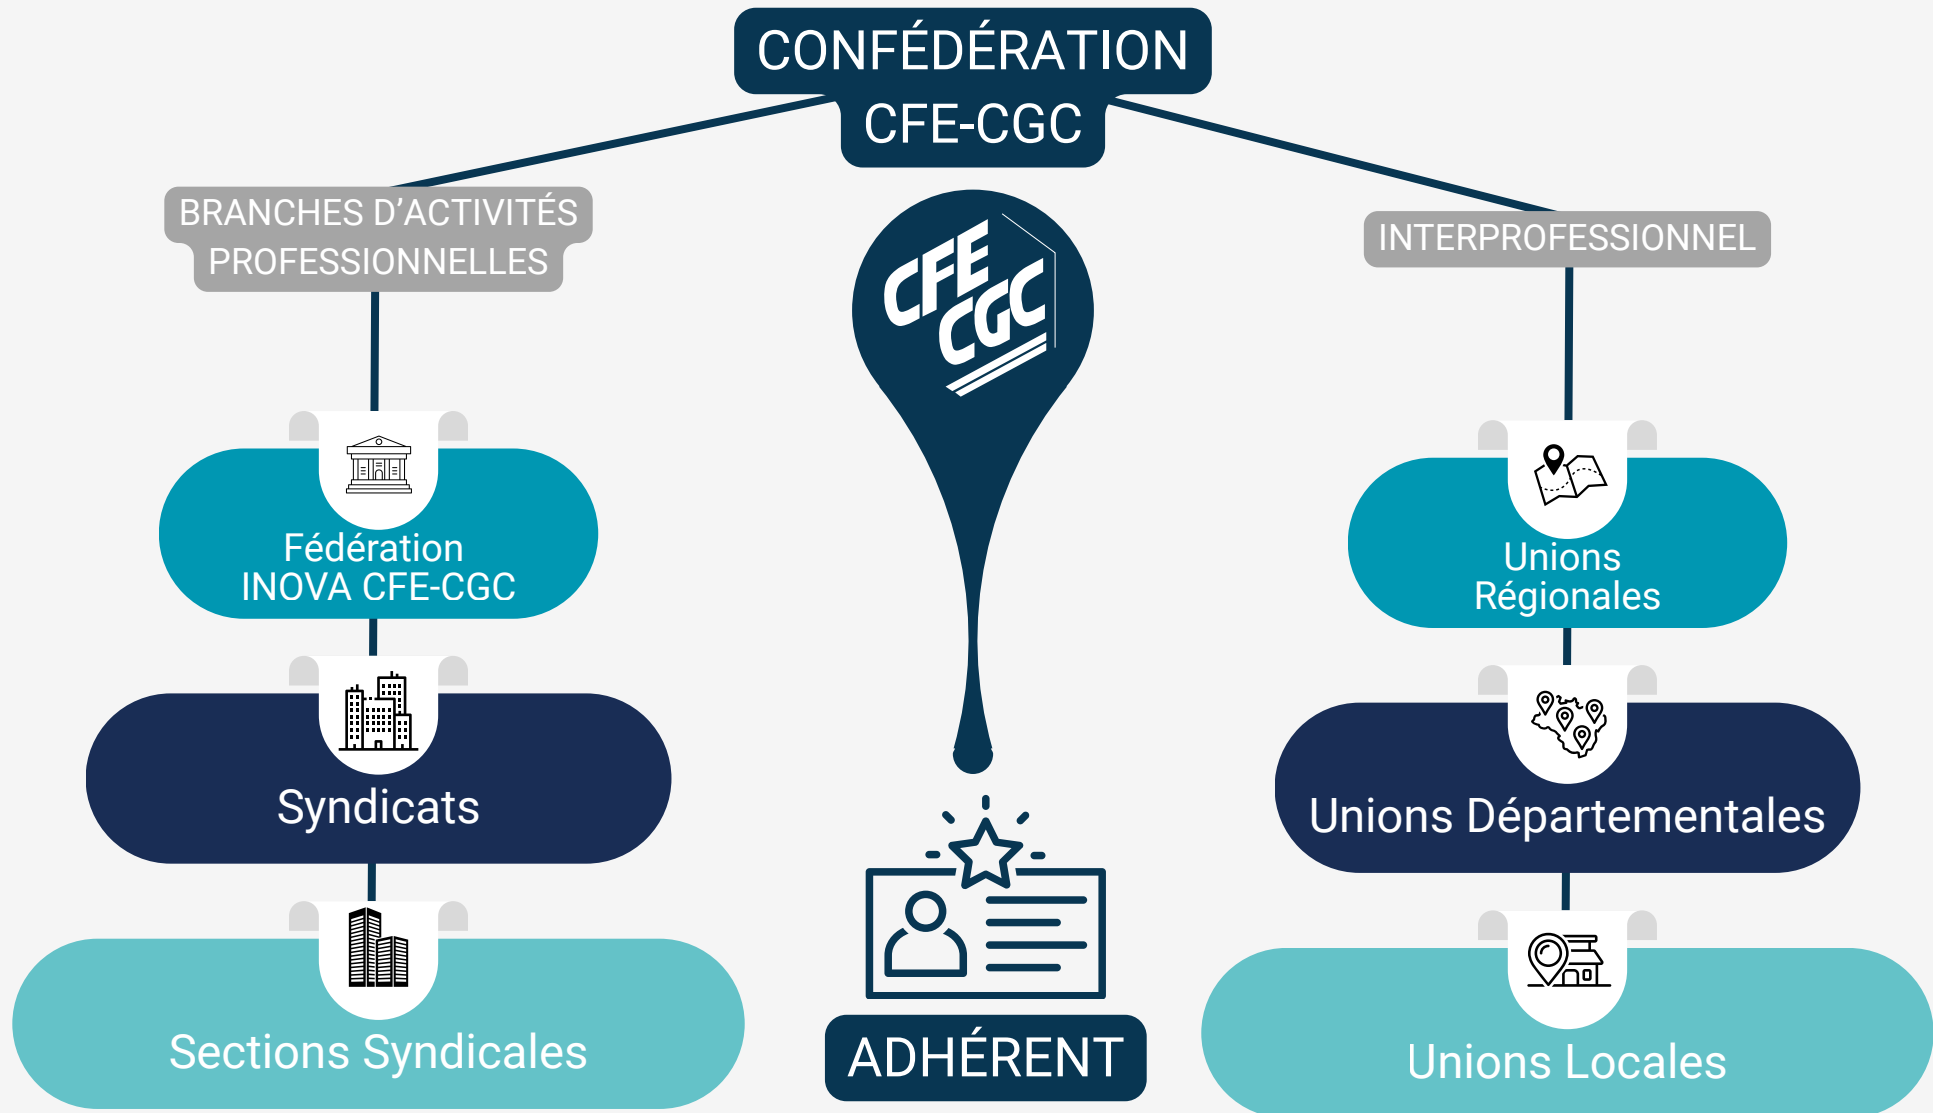 CONFÉDÉRATION
CFE-CGC
BRANCHES D’ACTIVITÉS
PROFESSIONNELLES
INTERPROFESSIONNEL
CFE
CGC
Fédération
INOVA CFE-CGC
Unions
Régionales
Syndicats
Unions Départementales
Sections Syndicales
ADHÉRENT
Unions Locales